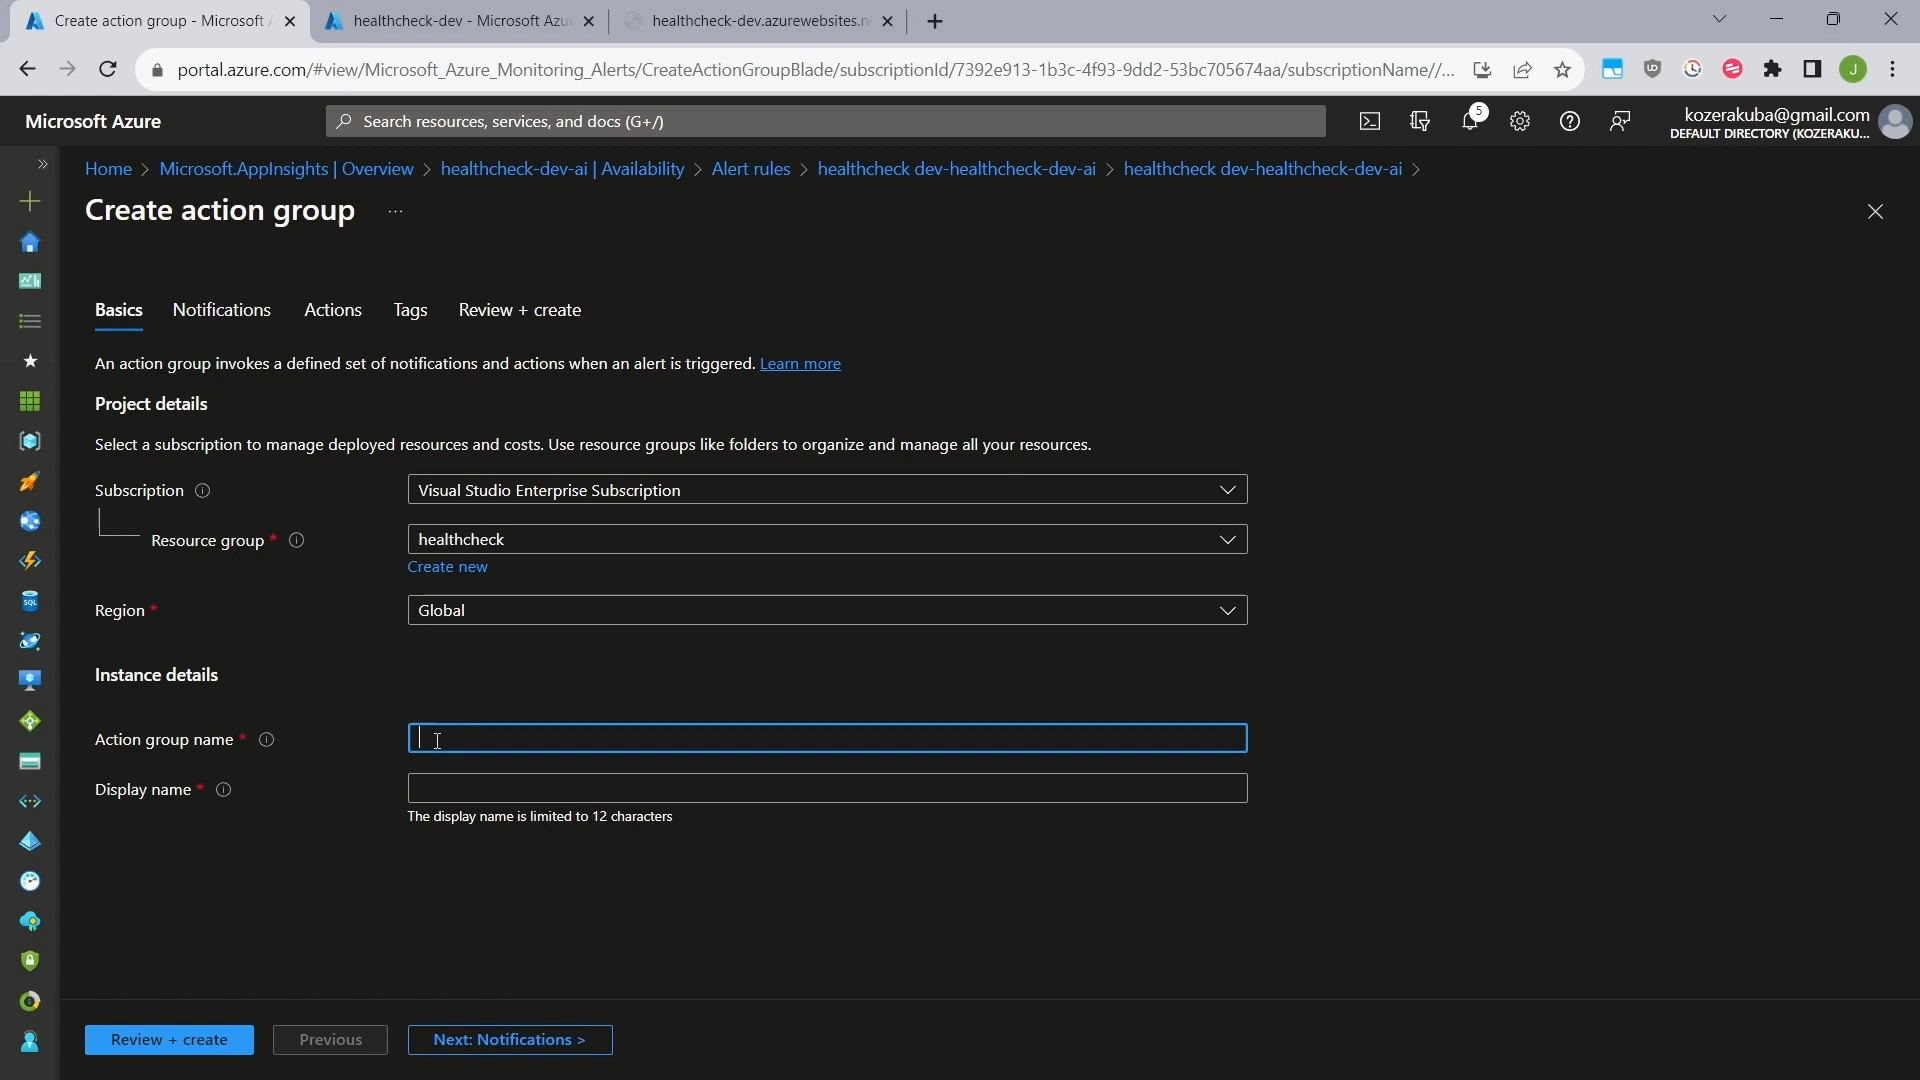 Create action group - Microsoft A
healthcheck-dev - Microsoft Azu
healthcheck-dev.azurewebsites.n
portal.azure.com/#view/Microsoft_Azure_Monitoring_Alerts/CreateActionGroupBlade/subscriptionId/7392e913-1b3c-4f93-9dd2-53bc705674aa/subscriptionName//...
J
Microsoft Azure
Search resources, services, and docs (G+/)
5
kozerakuba@gmail.com
DEFAULT DIRECTORY (KOZERAKU...
Home > Microsoft.AppInsights | Overview > healthcheck-dev-ai | Availability > Alert rules > healthcheck dev-healthcheck-dev-ai > healthcheck dev-healthcheck-dev-ai >
Create action group ...
Basics Notifications Actions Tags Review + create
An action group invokes a defined set of notifications and actions when an alert is triggered. Learn more
Project details
Select a subscription to manage deployed resources and costs. Use resource groups like folders to organize and manage all your resources.
Subscription
Visual Studio Enterprise Subscription
Resource group *
healthcheck
Create new
Region *
Global
Instance details
Action group name *
Display name *
The display name is limited to 12 characters
SQL
Review + create
Previous
Next: Notifications >